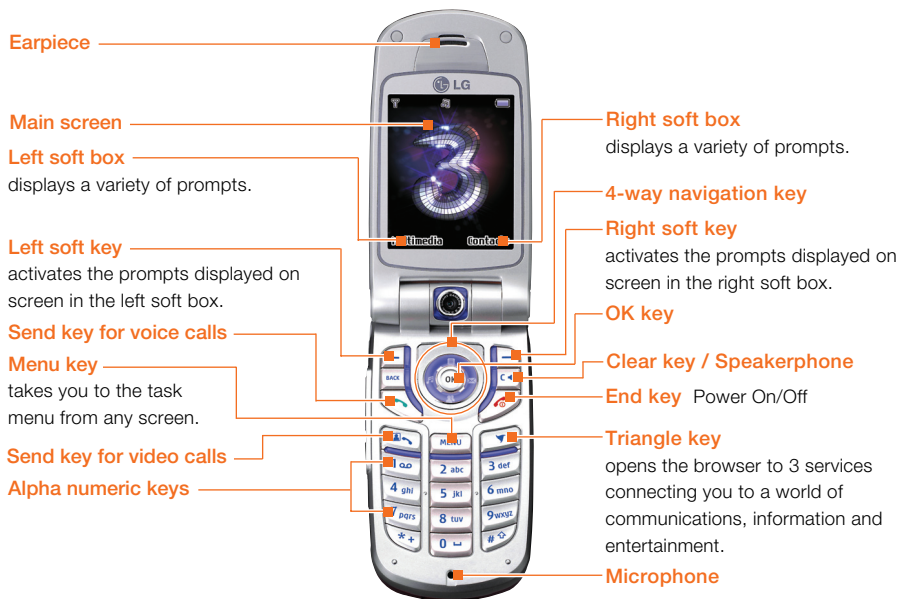 Earpiece
Main screen
Left soft box
displays a variety of prompts.
Left soft key
activates the prompts displayed on
screen in the left soft box.
Send key for voice calls
Menu key
takes you to the task
menu from any screen.
Send key for video calls
Alpha numeric keys
LG
3
Contac
BACK
OK
C
MENU
1
2 abc
3 def
4 ghi
5 jkl
6 mno
7 pqrs
8 tuv
9 wxyz
* +
0
#
Right soft box
displays a variety of prompts.
4-way navigation key
Right soft key
activates the prompts displayed on
screen in the right soft box.
OK key
Clear key / Speakerphone
End key Power On/Off
Triangle key
opens the browser to 3 services
connecting you to a world of
communications, information and
entertainment.
Microphone